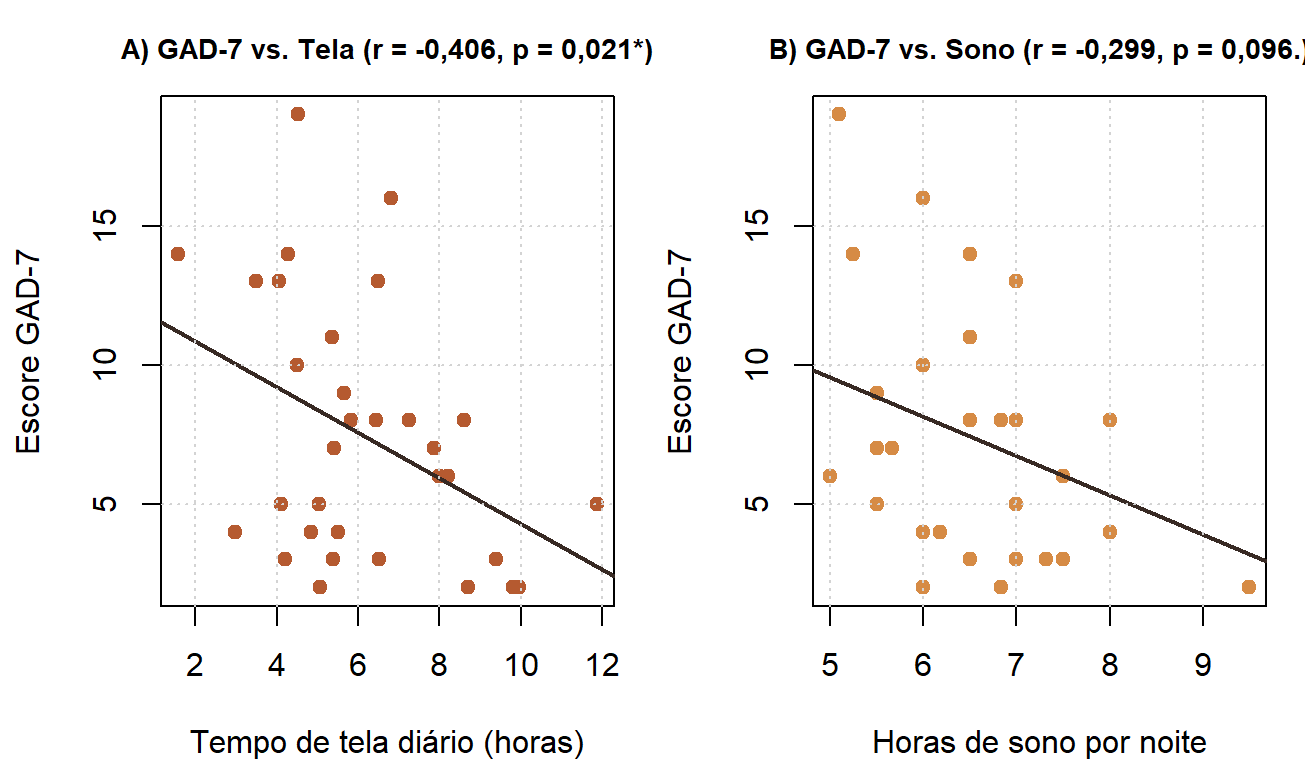 A) GAD-7 vs. Tela (r = -0,406, p = 0,021*)
Escore GAD-7
15
10
5
2 4 6 8 10 12
Tempo de tela diário (horas)
B) GAD-7 vs. Sono (r = -0,299, p = 0,096.)
Escore GAD-7
15
10
5
5 6 7 8 9
Horas de sono por noite